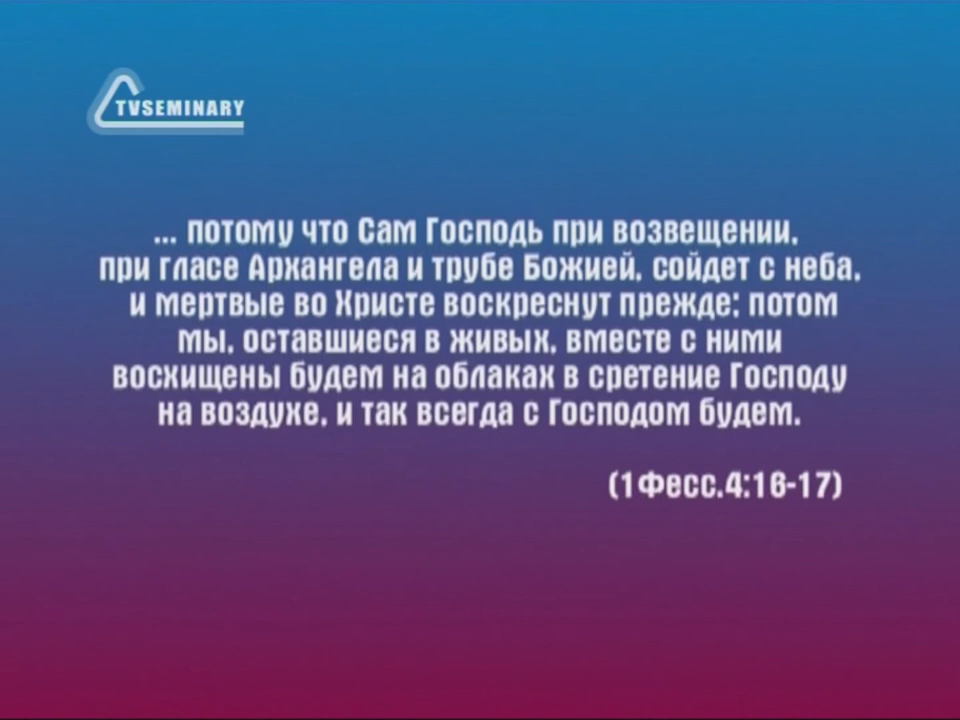 TVSEMINARY
... потому что Сам Господь при возвещении,
при гласе Архангела и трубе Божией, сойдет с неба,
и мертвые во Христе воскреснут прежде; потом
мы, оставшиеся в живых, вместе с ними
восхищены будем на облаках в сретение Господу
на воздухе, и так всегда с Господом будем.
(1Фесс.4:16-17)